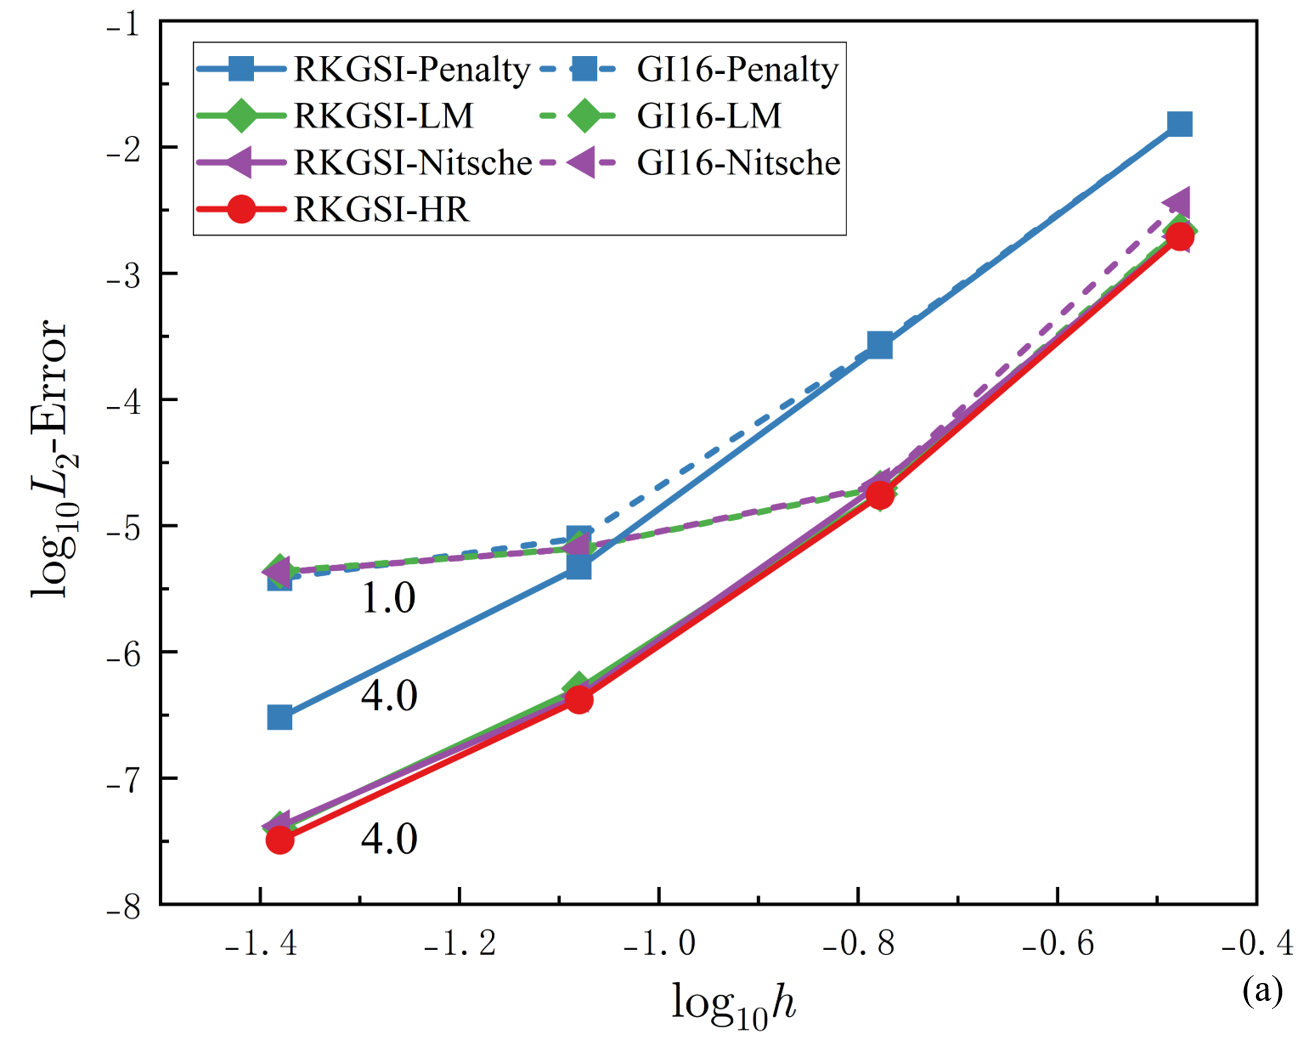 -1
RKGSI-Penalty GI16-Penalty
RKGSI-LM GI16-LM
RKGSI-Nitsche GI16-Nitsche
RKGSI-HR
-2
-3
-4
-5
-6
-7
-8
log₁₀L₂-Error
1.0
4.0
4.0
-1.4 -1.2 -1.0 -0.8 -0.6 -0.4
log₁₀h
(a)